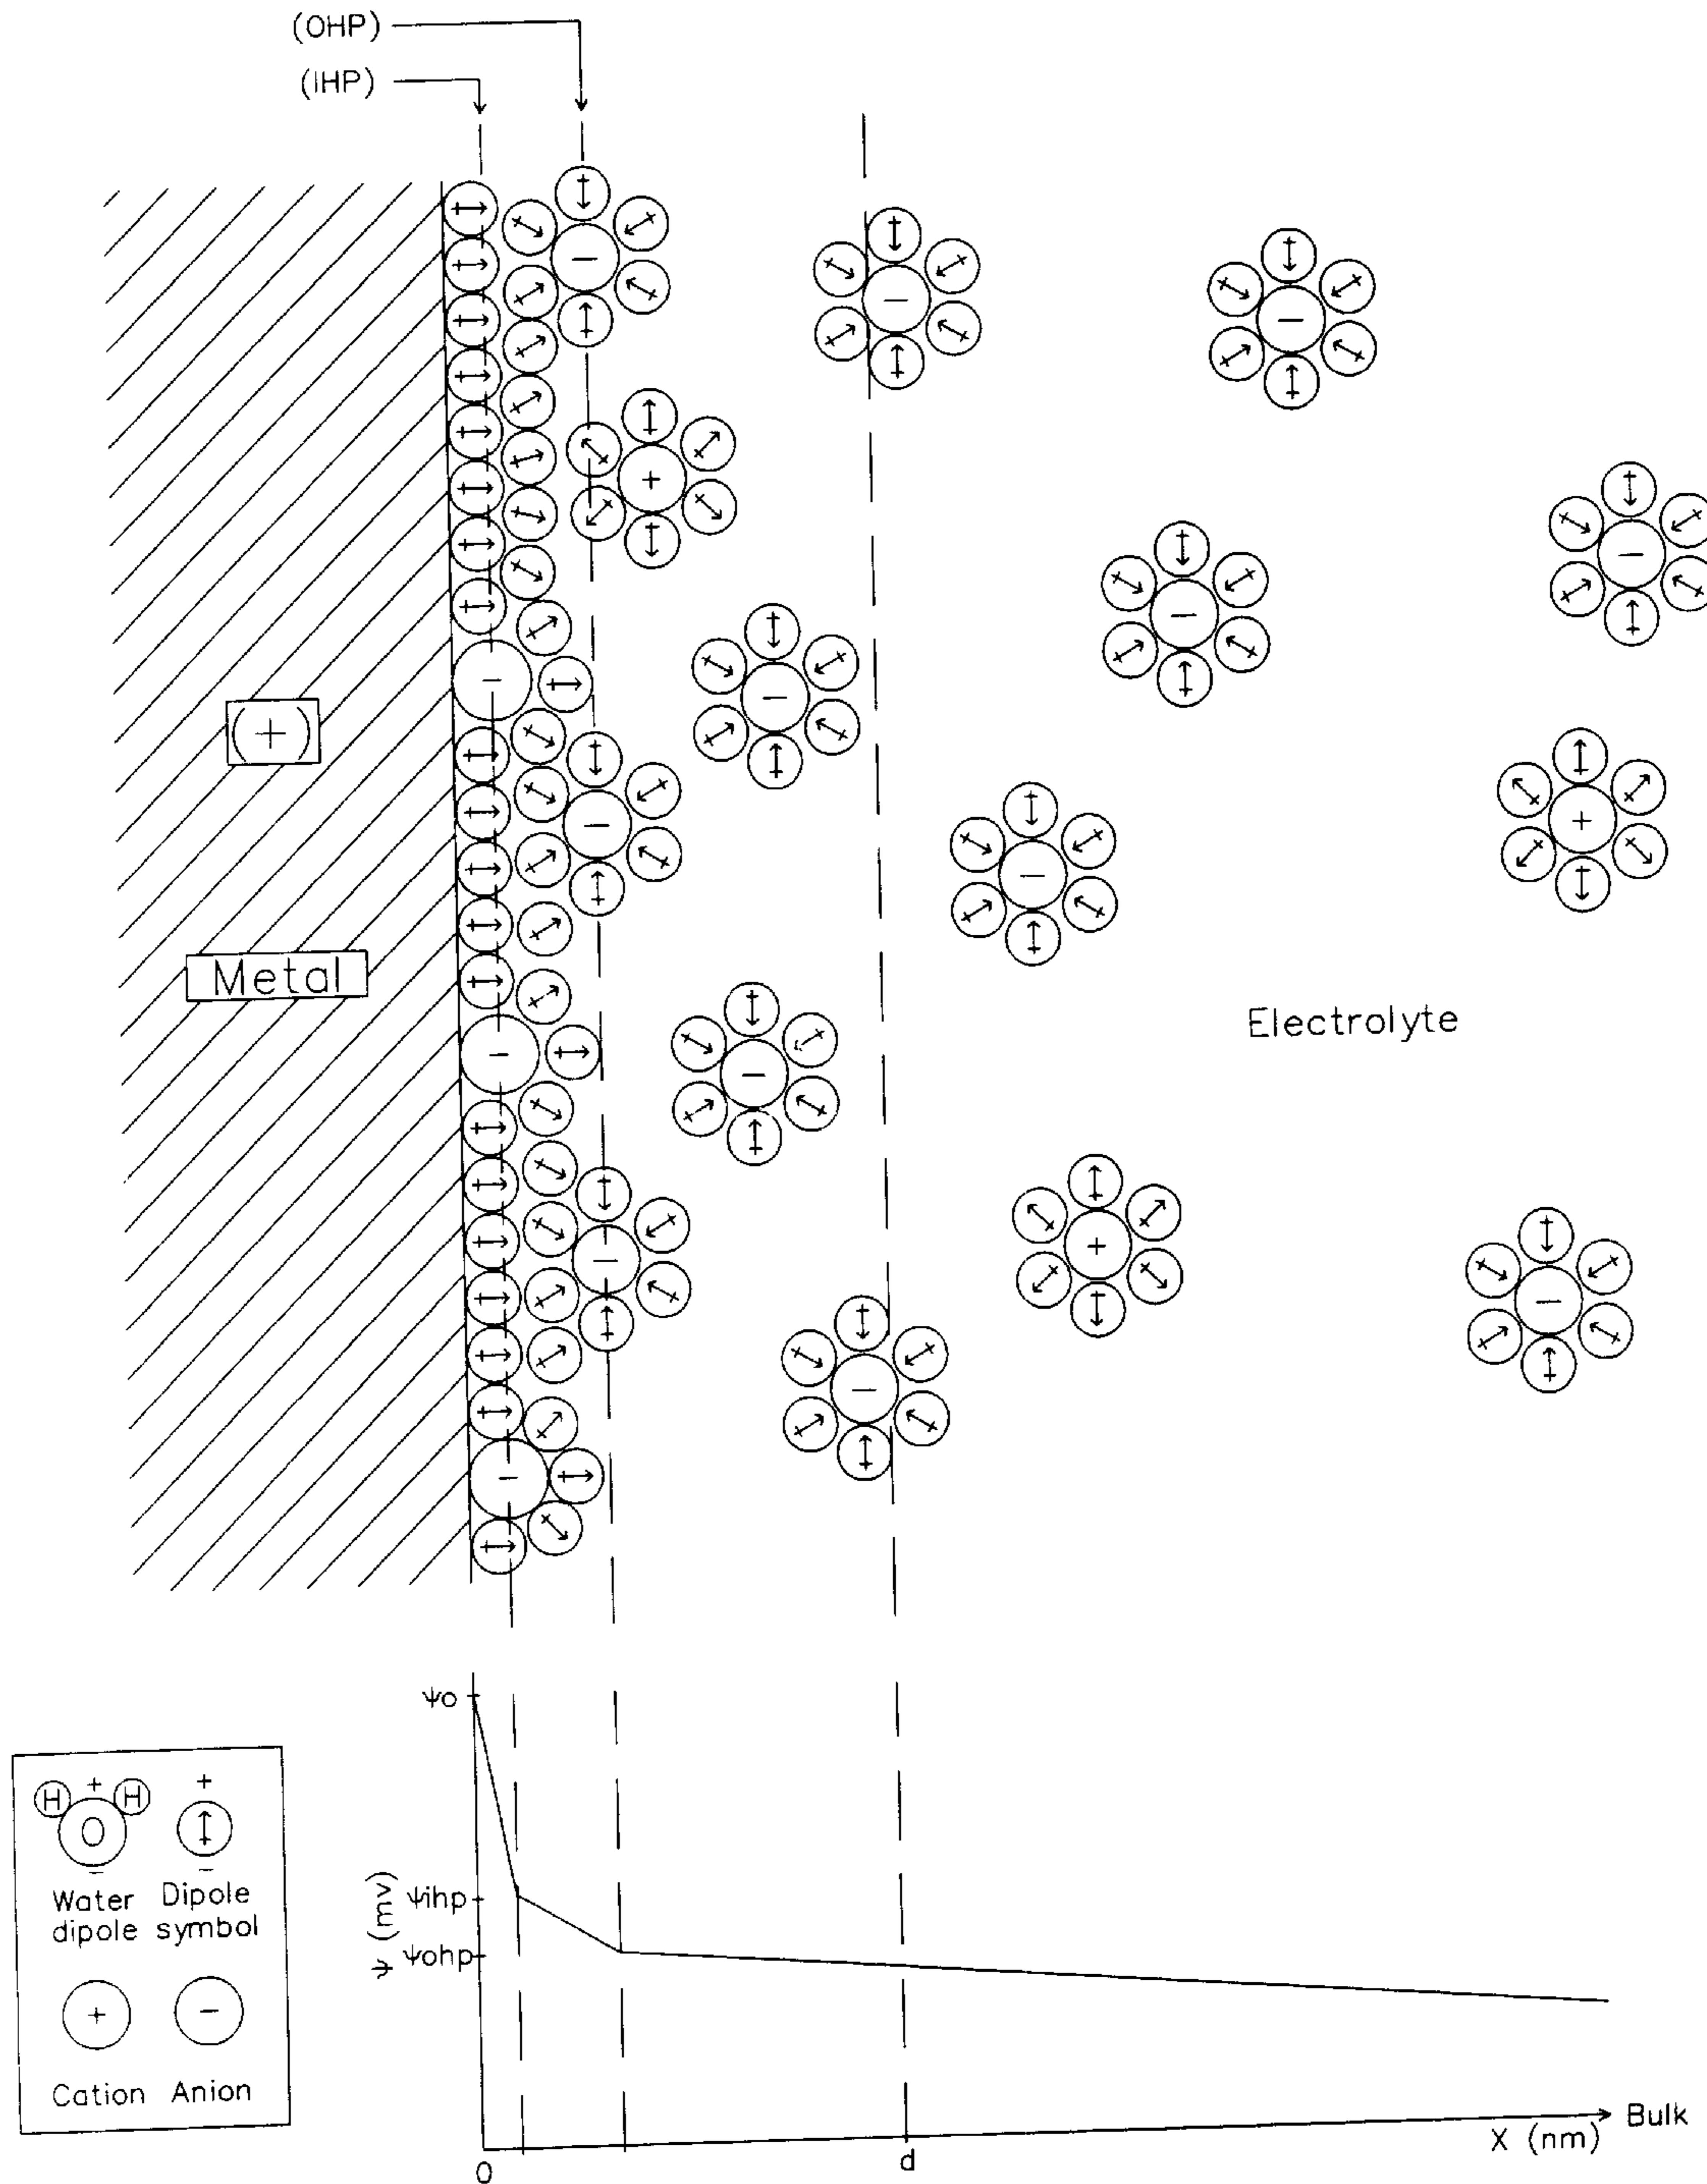 (OHP)
(IHP)
(+)
Metal
Electrolyte
ψo
ψihp
ψohp
ψ (mv)
H + H
O
−
+
−
Water dipole
Dipole symbol
+
−
Cation Anion
0
d
X (nm)
Bulk